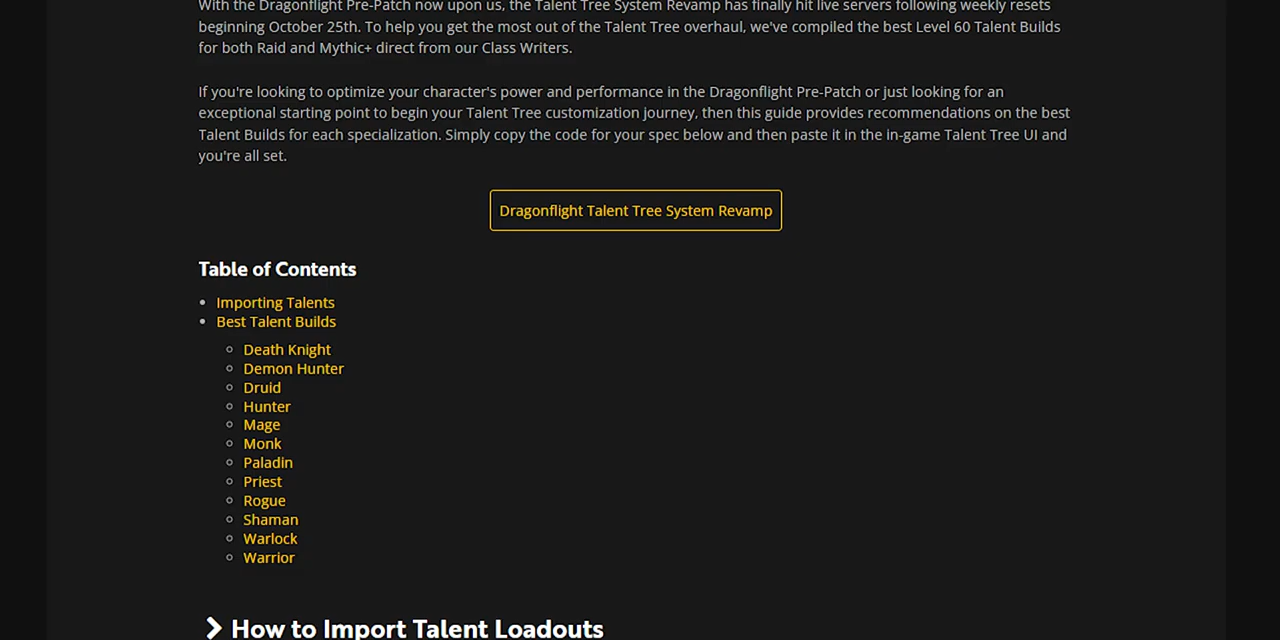 With the Dragonflight Pre-Patch now upon us, the Talent Tree System Revamp has finally hit live servers following weekly resets
beginning October 25th. To help you get the most out of the Talent Tree overhaul, we've compiled the best Level 60 Talent Builds
for both Raid and Mythic+ direct from our Class Writers.
If you're looking to optimize your character's power and performance in the Dragonflight Pre-Patch or just looking for an
exceptional starting point to begin your Talent Tree customization journey, then this guide provides recommendations on the best
Talent Builds for each specialization. Simply copy the code for your spec below and then paste it in the in-game Talent Tree UI and
you're all set.
Dragonflight Talent Tree System Revamp
Table of Contents
Importing Talents
Best Talent Builds
Death Knight
Demon Hunter
Druid
Hunter
Mage
Monk
Paladin
Priest
Rogue
Shaman
Warlock
Warrior
How to Import Talent Loadouts